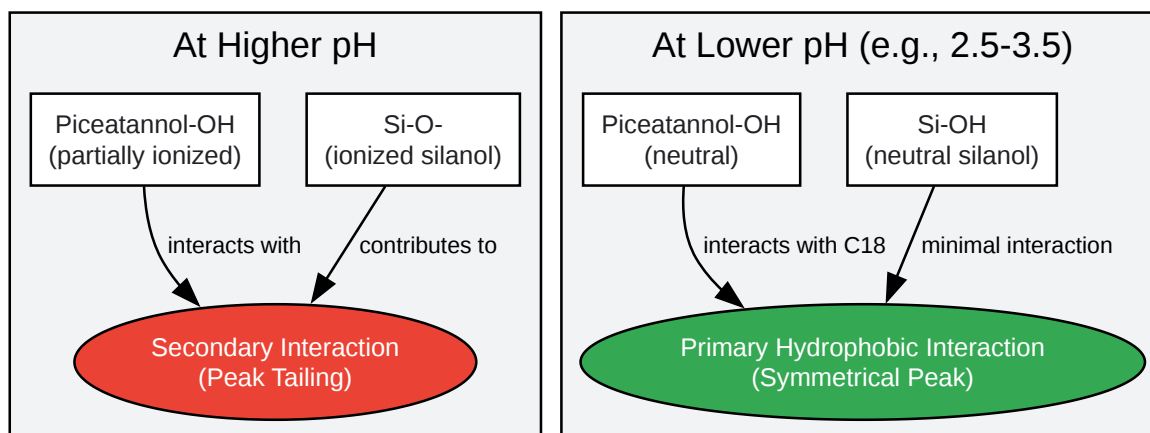 At Higher pH
Piceatannol-OH
(partially ionized)
Si-O-
(ionized silanol)
interacts with
contributes to
Secondary Interaction
(Peak Tailing)
At Lower pH (e.g., 2.5-3.5)
Piceatannol-OH
(neutral)
Si-OH
(neutral silanol)
interacts with C18
minimal interaction
Primary Hydrophobic Interaction
(Symmetrical Peak)